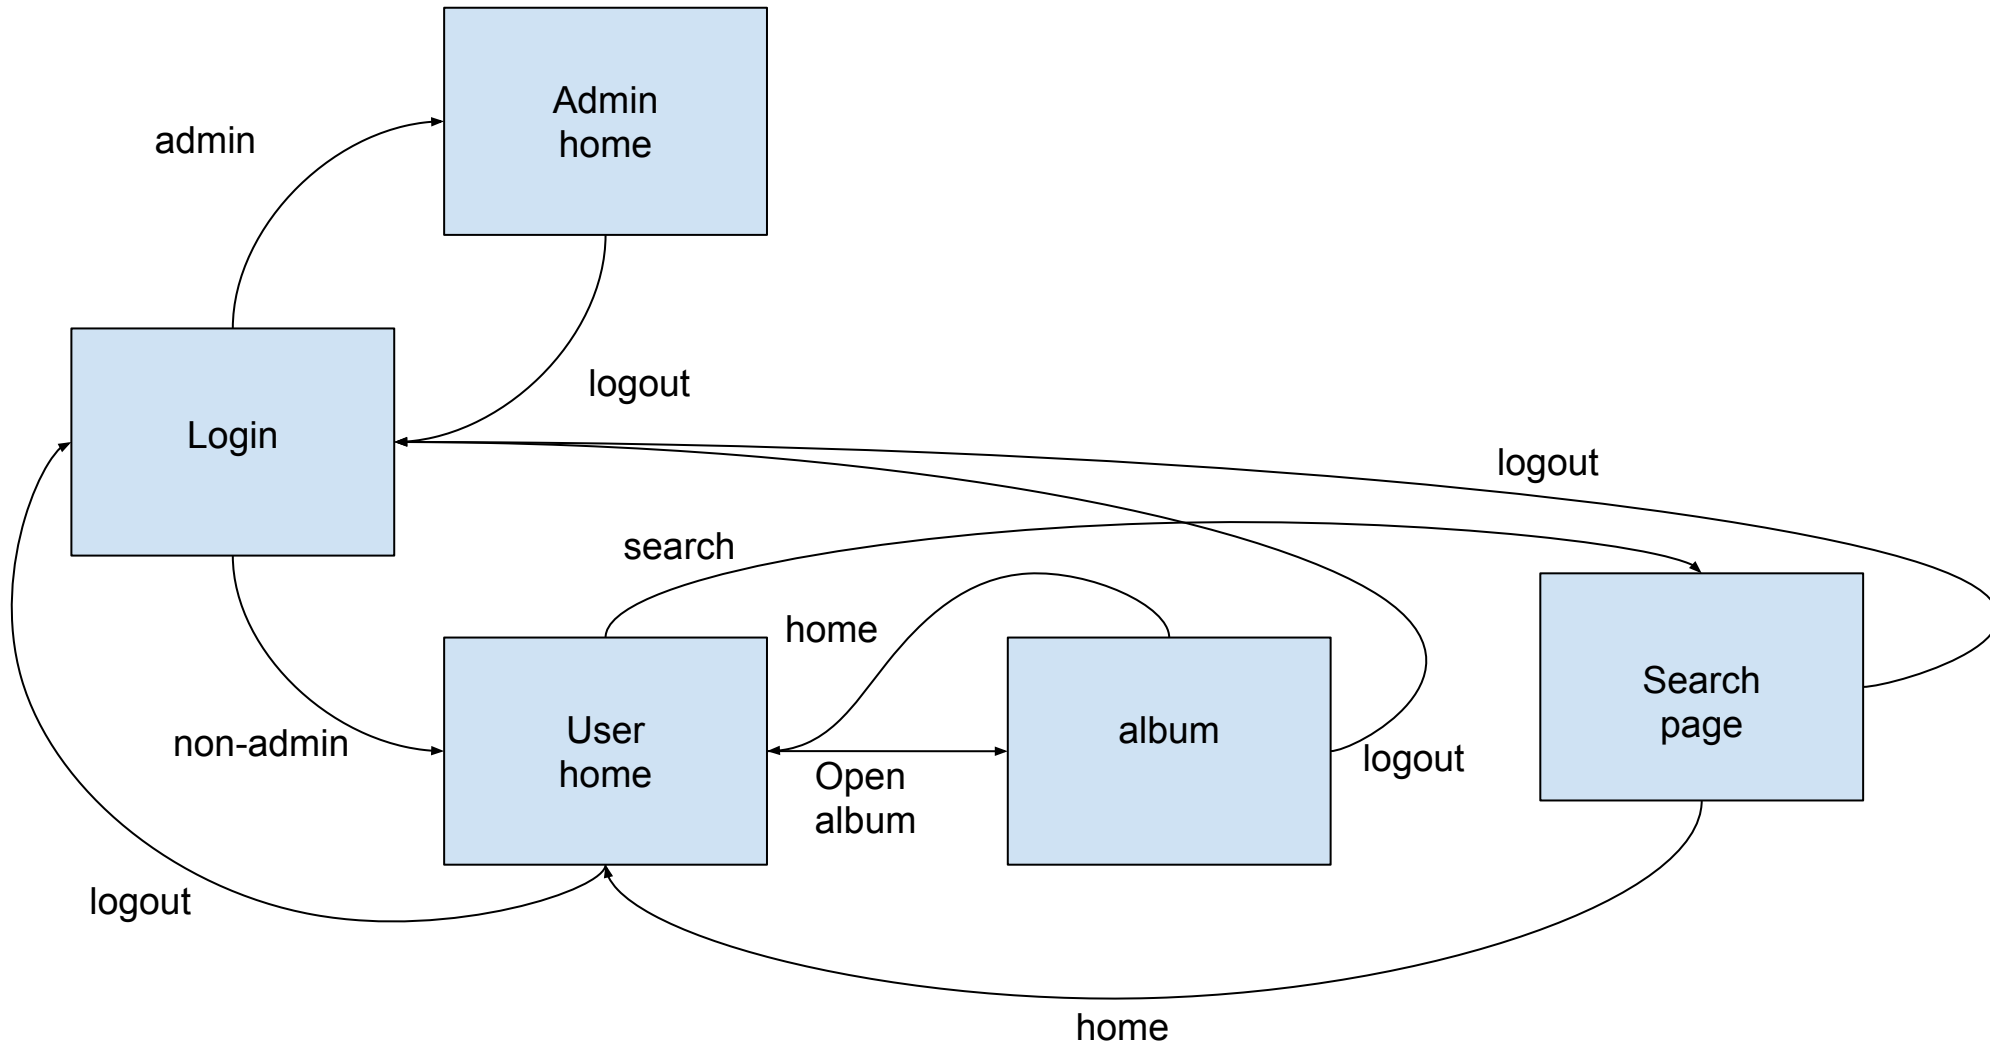 Admin
home
admin
logout
Login
logout
search
home
Search
page
User
home
album
non-admin
logout
Open
album
logout
home